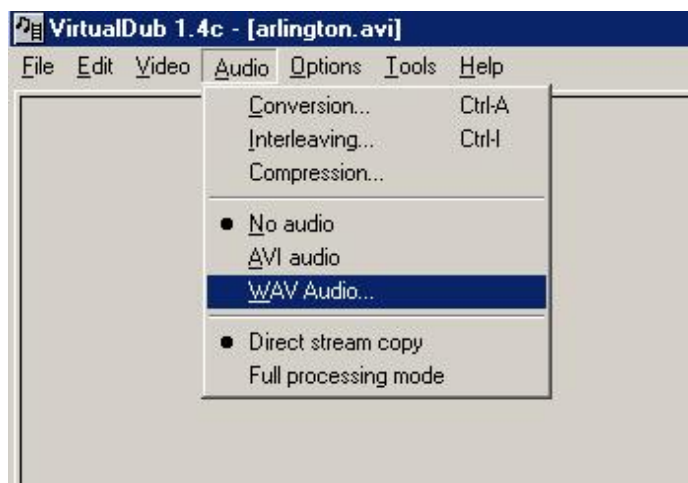 VirtualDub 1.4c - [arlington.avi]
File Edit Video Audio Options Tools Help
Conversion... Ctrl-A
Interleaving... Ctrl-I
Compression...
No audio
AVI audio
WAV Audio...
Direct stream copy
Full processing mode